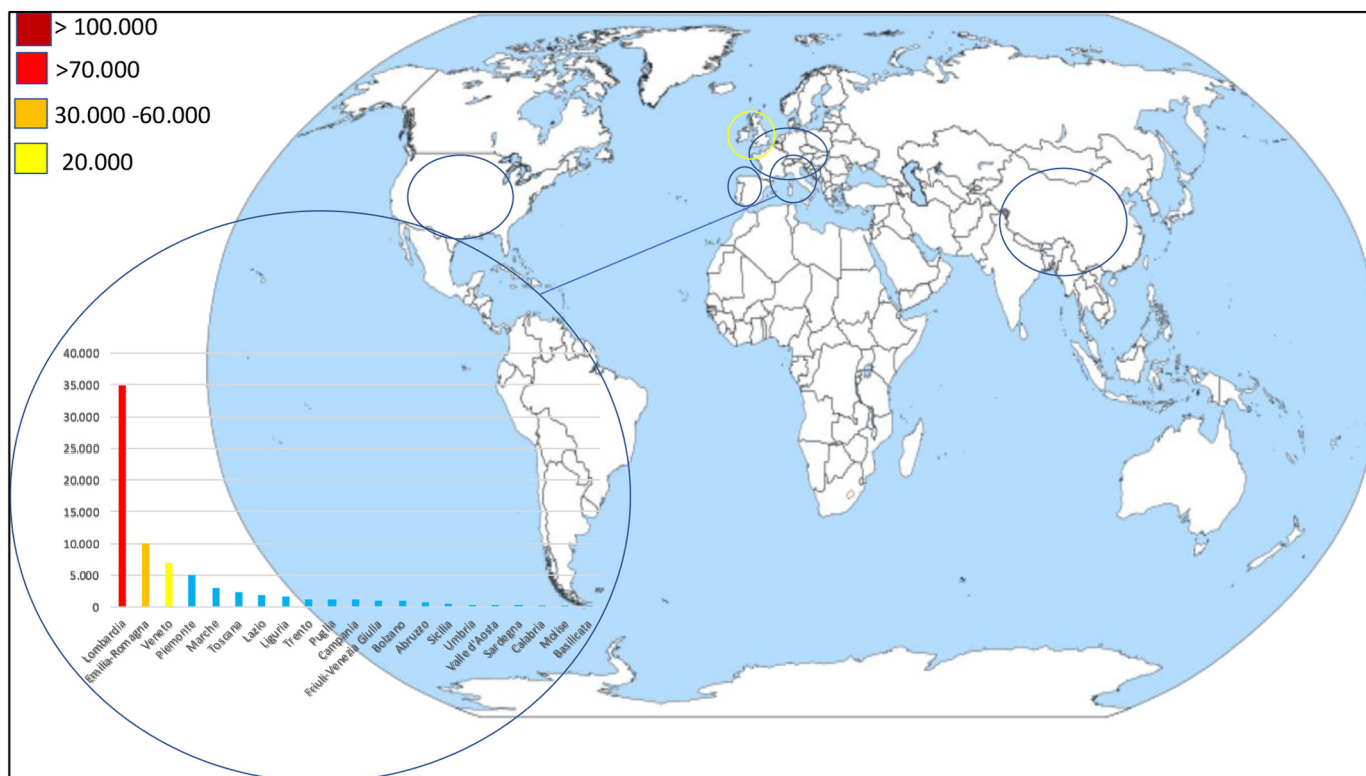 > 100.000
>70.000
30.000 -60.000
20.000
40.000
35.000
30.000
25.000
20.000
15.000
10.000
5.000
0
Lombardia
Emilia-Romagna
Veneto
Piemonte
Marche
Toscana
Lazio
Liguria
Trento
Puglia
Campania
Friuli-Venezia Giulia
Bolzano
Abruzzo
Sicilia
Umbria
Valle d'Aosta
Sardegna
Calabria
Molise
Basilicata